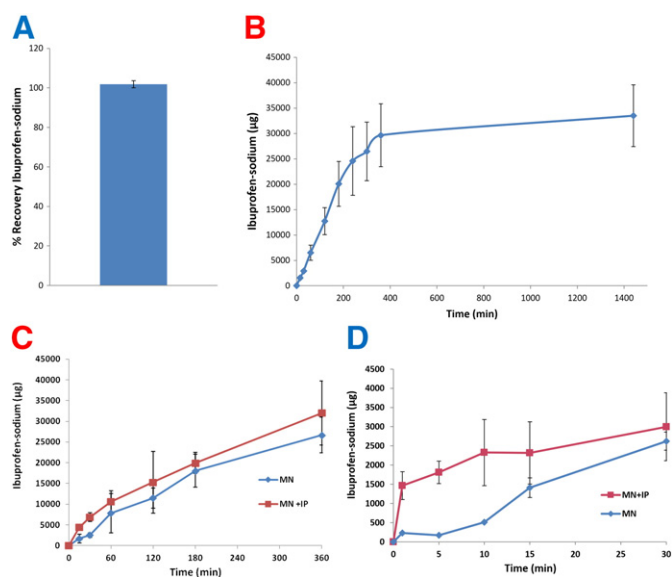 A
% Recovery Ibuprofen-sodium
120
100
80
60
40
20
0
B
Ibuprofen-sodium (µg)
45000
40000
35000
30000
25000
20000
15000
10000
5000
0
0 200 400 600 800 1000 1200 1400
Time (min)
C
Ibuprofen-sodium (µg)
45000
40000
35000
30000
25000
20000
15000
10000
5000
0
0 60 120 180 240 300 360
Time (min)
MN
MN +IP
D
Ibuprofen-sodium (µg)
4500
4000
3500
3000
2500
2000
1500
1000
500
0
0 5 10 15 20 25 30
Time (min)
MN+IP
MN